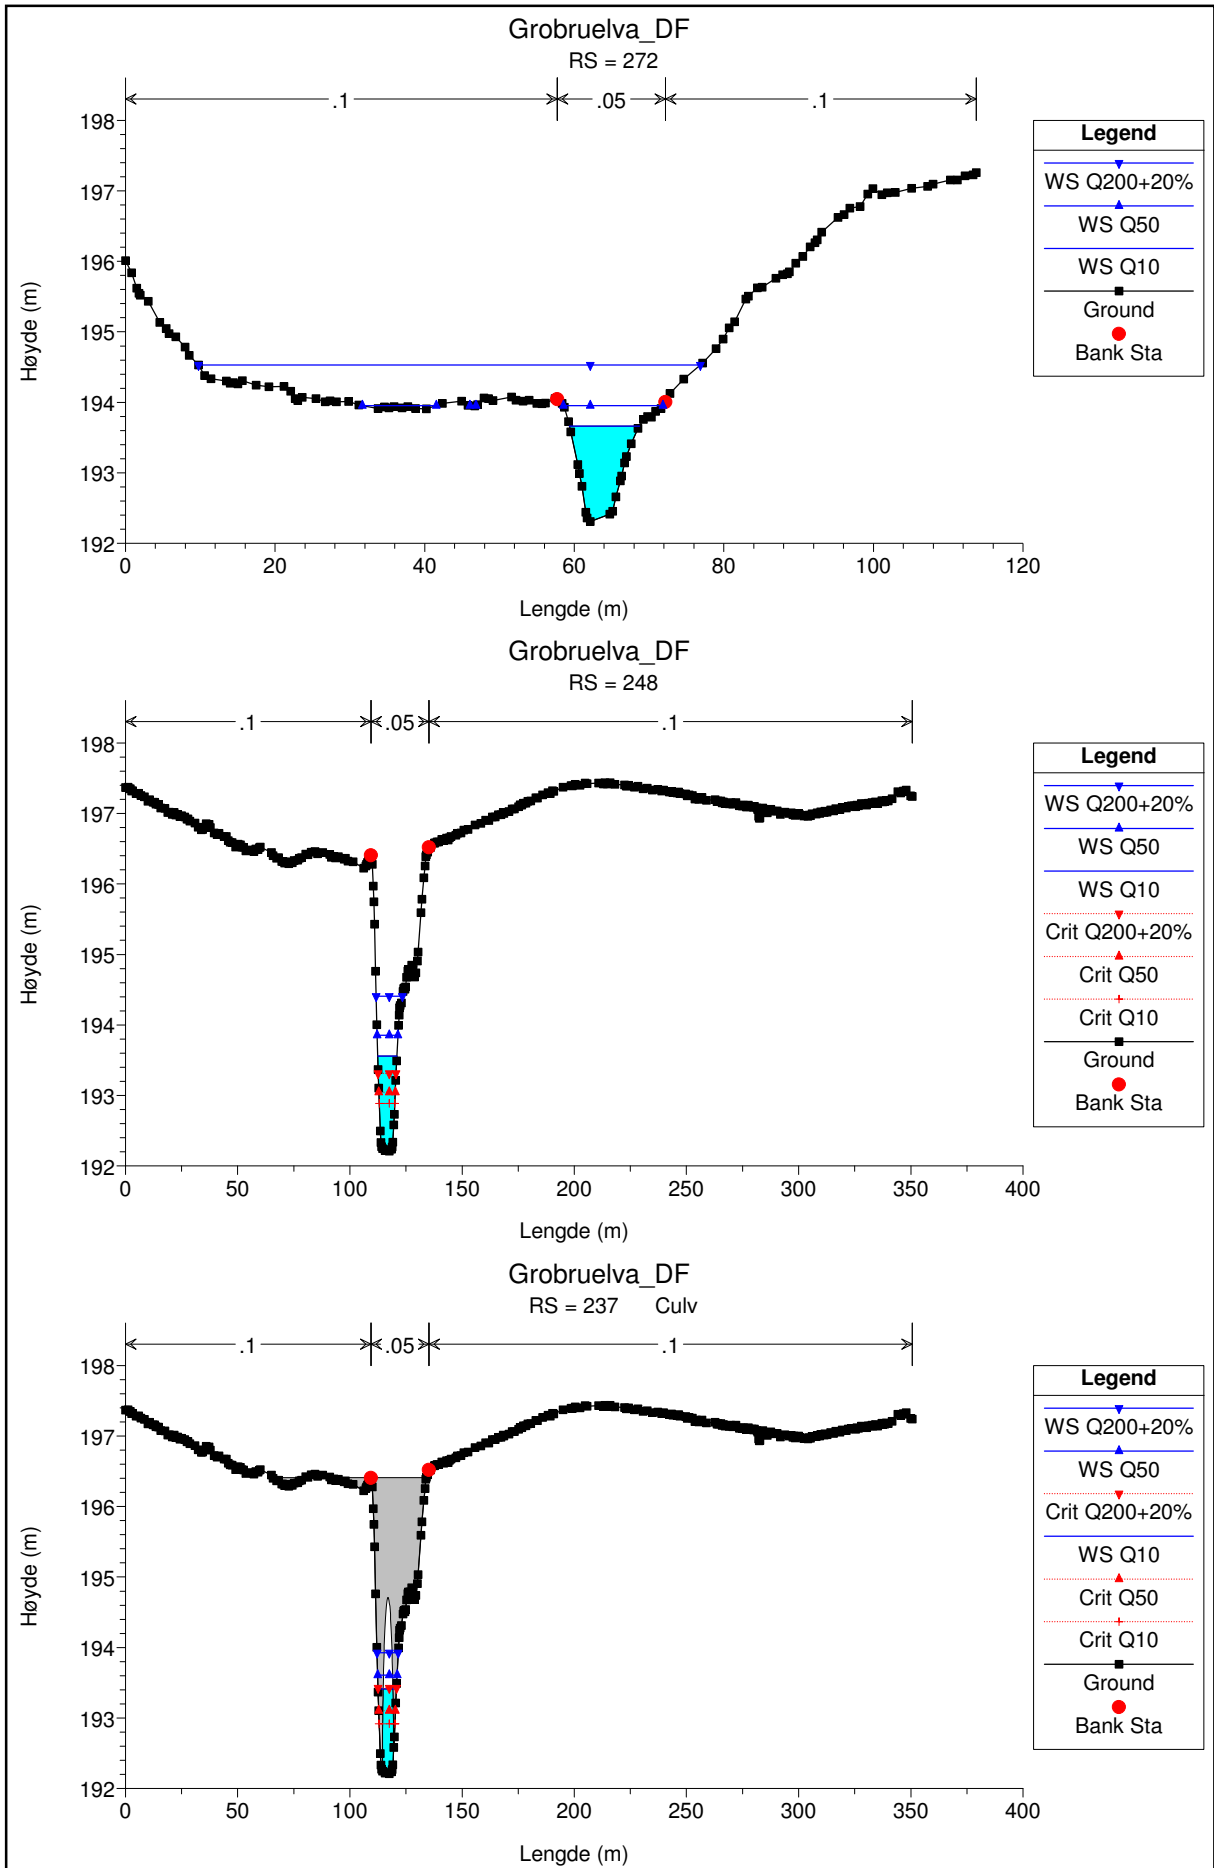 Grobruelva_DF
RS = 272
.1 .05 .1
198
197
196
195
194
193
192
Høyde (m)
0 20 40 60 80 100 120
Lengde (m)
Legend
WS Q200+20%
WS Q50
WS Q10
Ground
Bank Sta
Grobruelva_DF
RS = 248
.1 .05 .1
198
197
196
195
194
193
192
Høyde (m)
0 50 100 150 200 250 300 350 400
Lengde (m)
Legend
WS Q200+20%
WS Q50
WS Q10
Crit Q200+20%
Crit Q50
Crit Q10
Ground
Bank Sta
Grobruelva_DF
RS = 237 Culv
.1 .05 .1
198
197
196
195
194
193
192
Høyde (m)
0 50 100 150 200 250 300 350 400
Lengde (m)
Legend
WS Q200+20%
WS Q50
Crit Q200+20%
WS Q10
Crit Q50
Crit Q10
Ground
Bank Sta